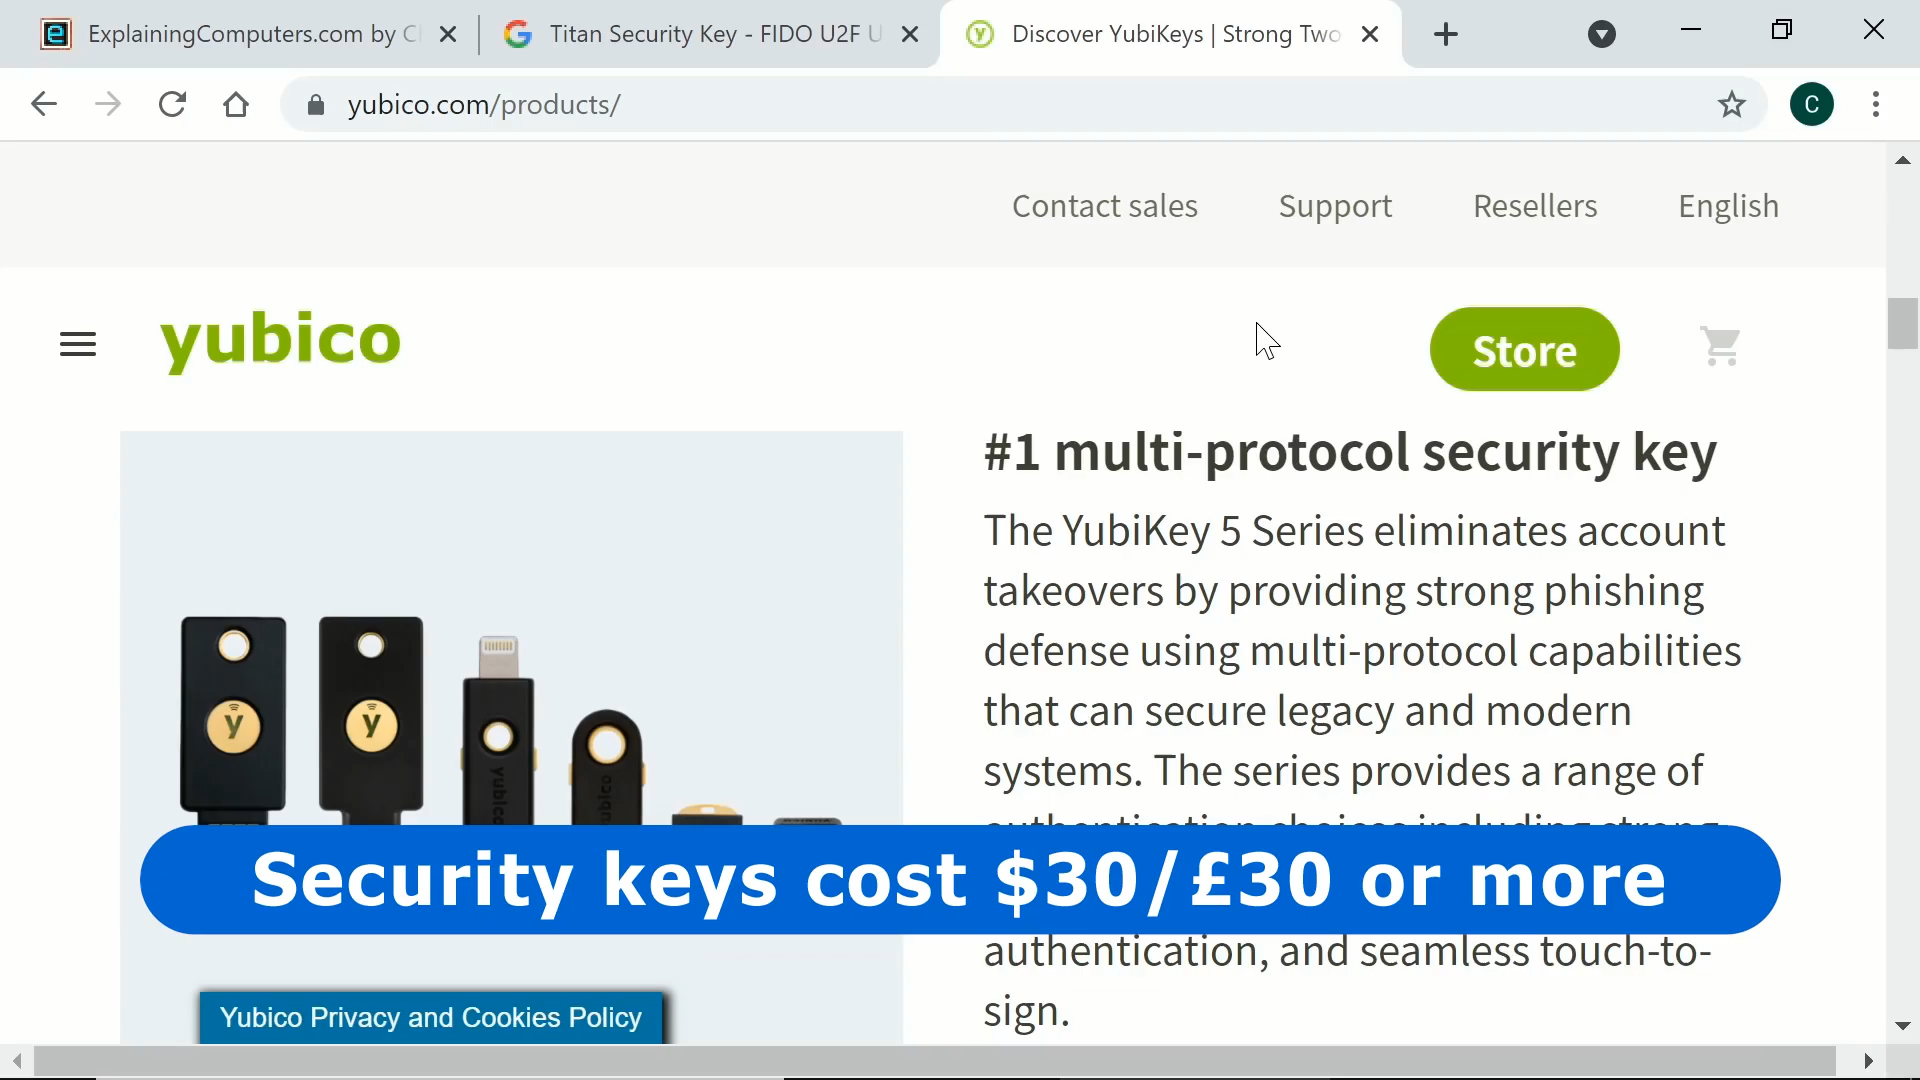 ExplainingComputers.com by C
Titan Security Key - FIDO U2F U
Discover YubiKeys | Strong Two
yubico.com/products/
C
Contact sales
Support
Resellers
English
yubico
Store
#1 multi-protocol security key
The YubiKey 5 Series eliminates account
takeovers by providing strong phishing
defense using multi-protocol capabilities
that can secure legacy and modern
systems. The series provides a range of
authentication choices including strong
Security keys cost $30/£30 or more
authentication, and seamless touch-to-
sign.
y
y
yubico
yubico
Yubico Privacy and Cookies Policy